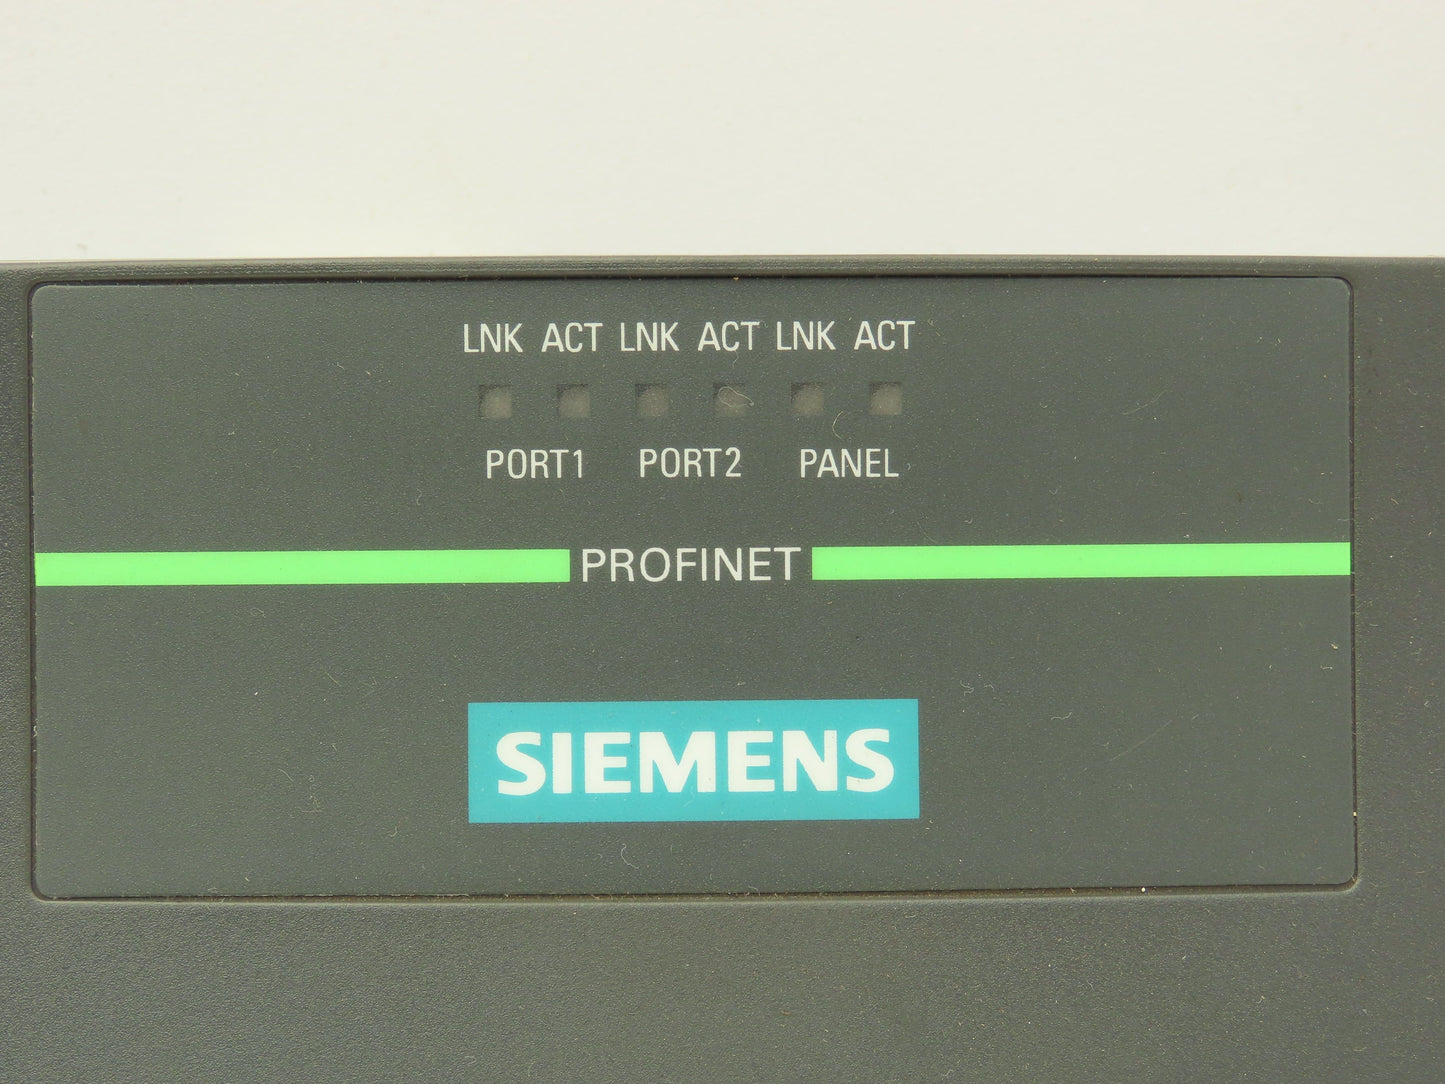 LNK ACT LNK ACT LNK ACT
PORT1 PORT2 PANEL
PROFINET
SIEMENS